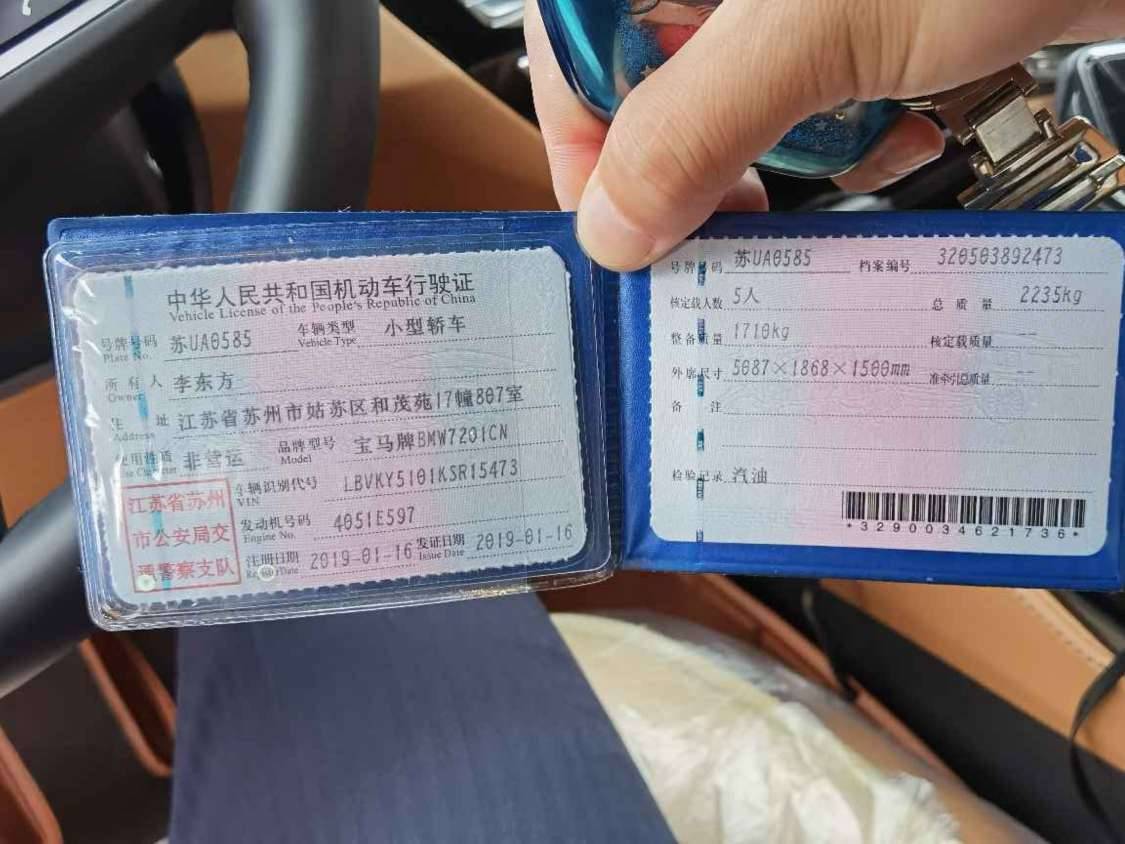 中华人民共和国机动车行驶证
Vehicle License of the People's Republic of China
号牌号码 苏UA0585 车辆类型 小型轿车
Plate No. Vehicle Type
所有人 李东方
Owner
住址 江苏省苏州市姑苏区和茂苑17幢807室
Address
使用性质 非营运 品牌型号 宝马牌BMW7201CN
Model
江苏省苏州
市公安局交
通警察支队
车辆识别代号 LBVKY5101KSR15473
VIN
发动机号码 4051E597
Engine No.
注册日期 2019-01-16 发证日期 2019-01-16
Issue Date
号牌号码 苏UA0585 档案编号 320503892473
核定载人数 5人 总质量 2235kg
整备质量 1710kg 核定载质量 --
外廓尺寸 5087×1868×1500mm 准牵引总质量 --
备注
检验记录 汽油
*3290034621736*